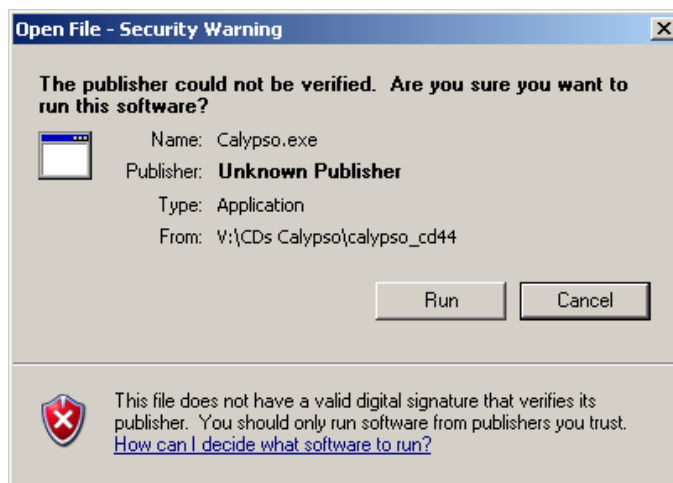 Open File - Security Warning
The publisher could not be verified.  Are you sure you want to
run this software?
Name: Calypso.exe
Publisher: Unknown Publisher
Type: Application
From: V:\CDs Calypso\calypso_cd44
Run Cancel
This file does not have a valid digital signature that verifies its
publisher.  You should only run software from publishers you trust.
How can I decide what software to run?